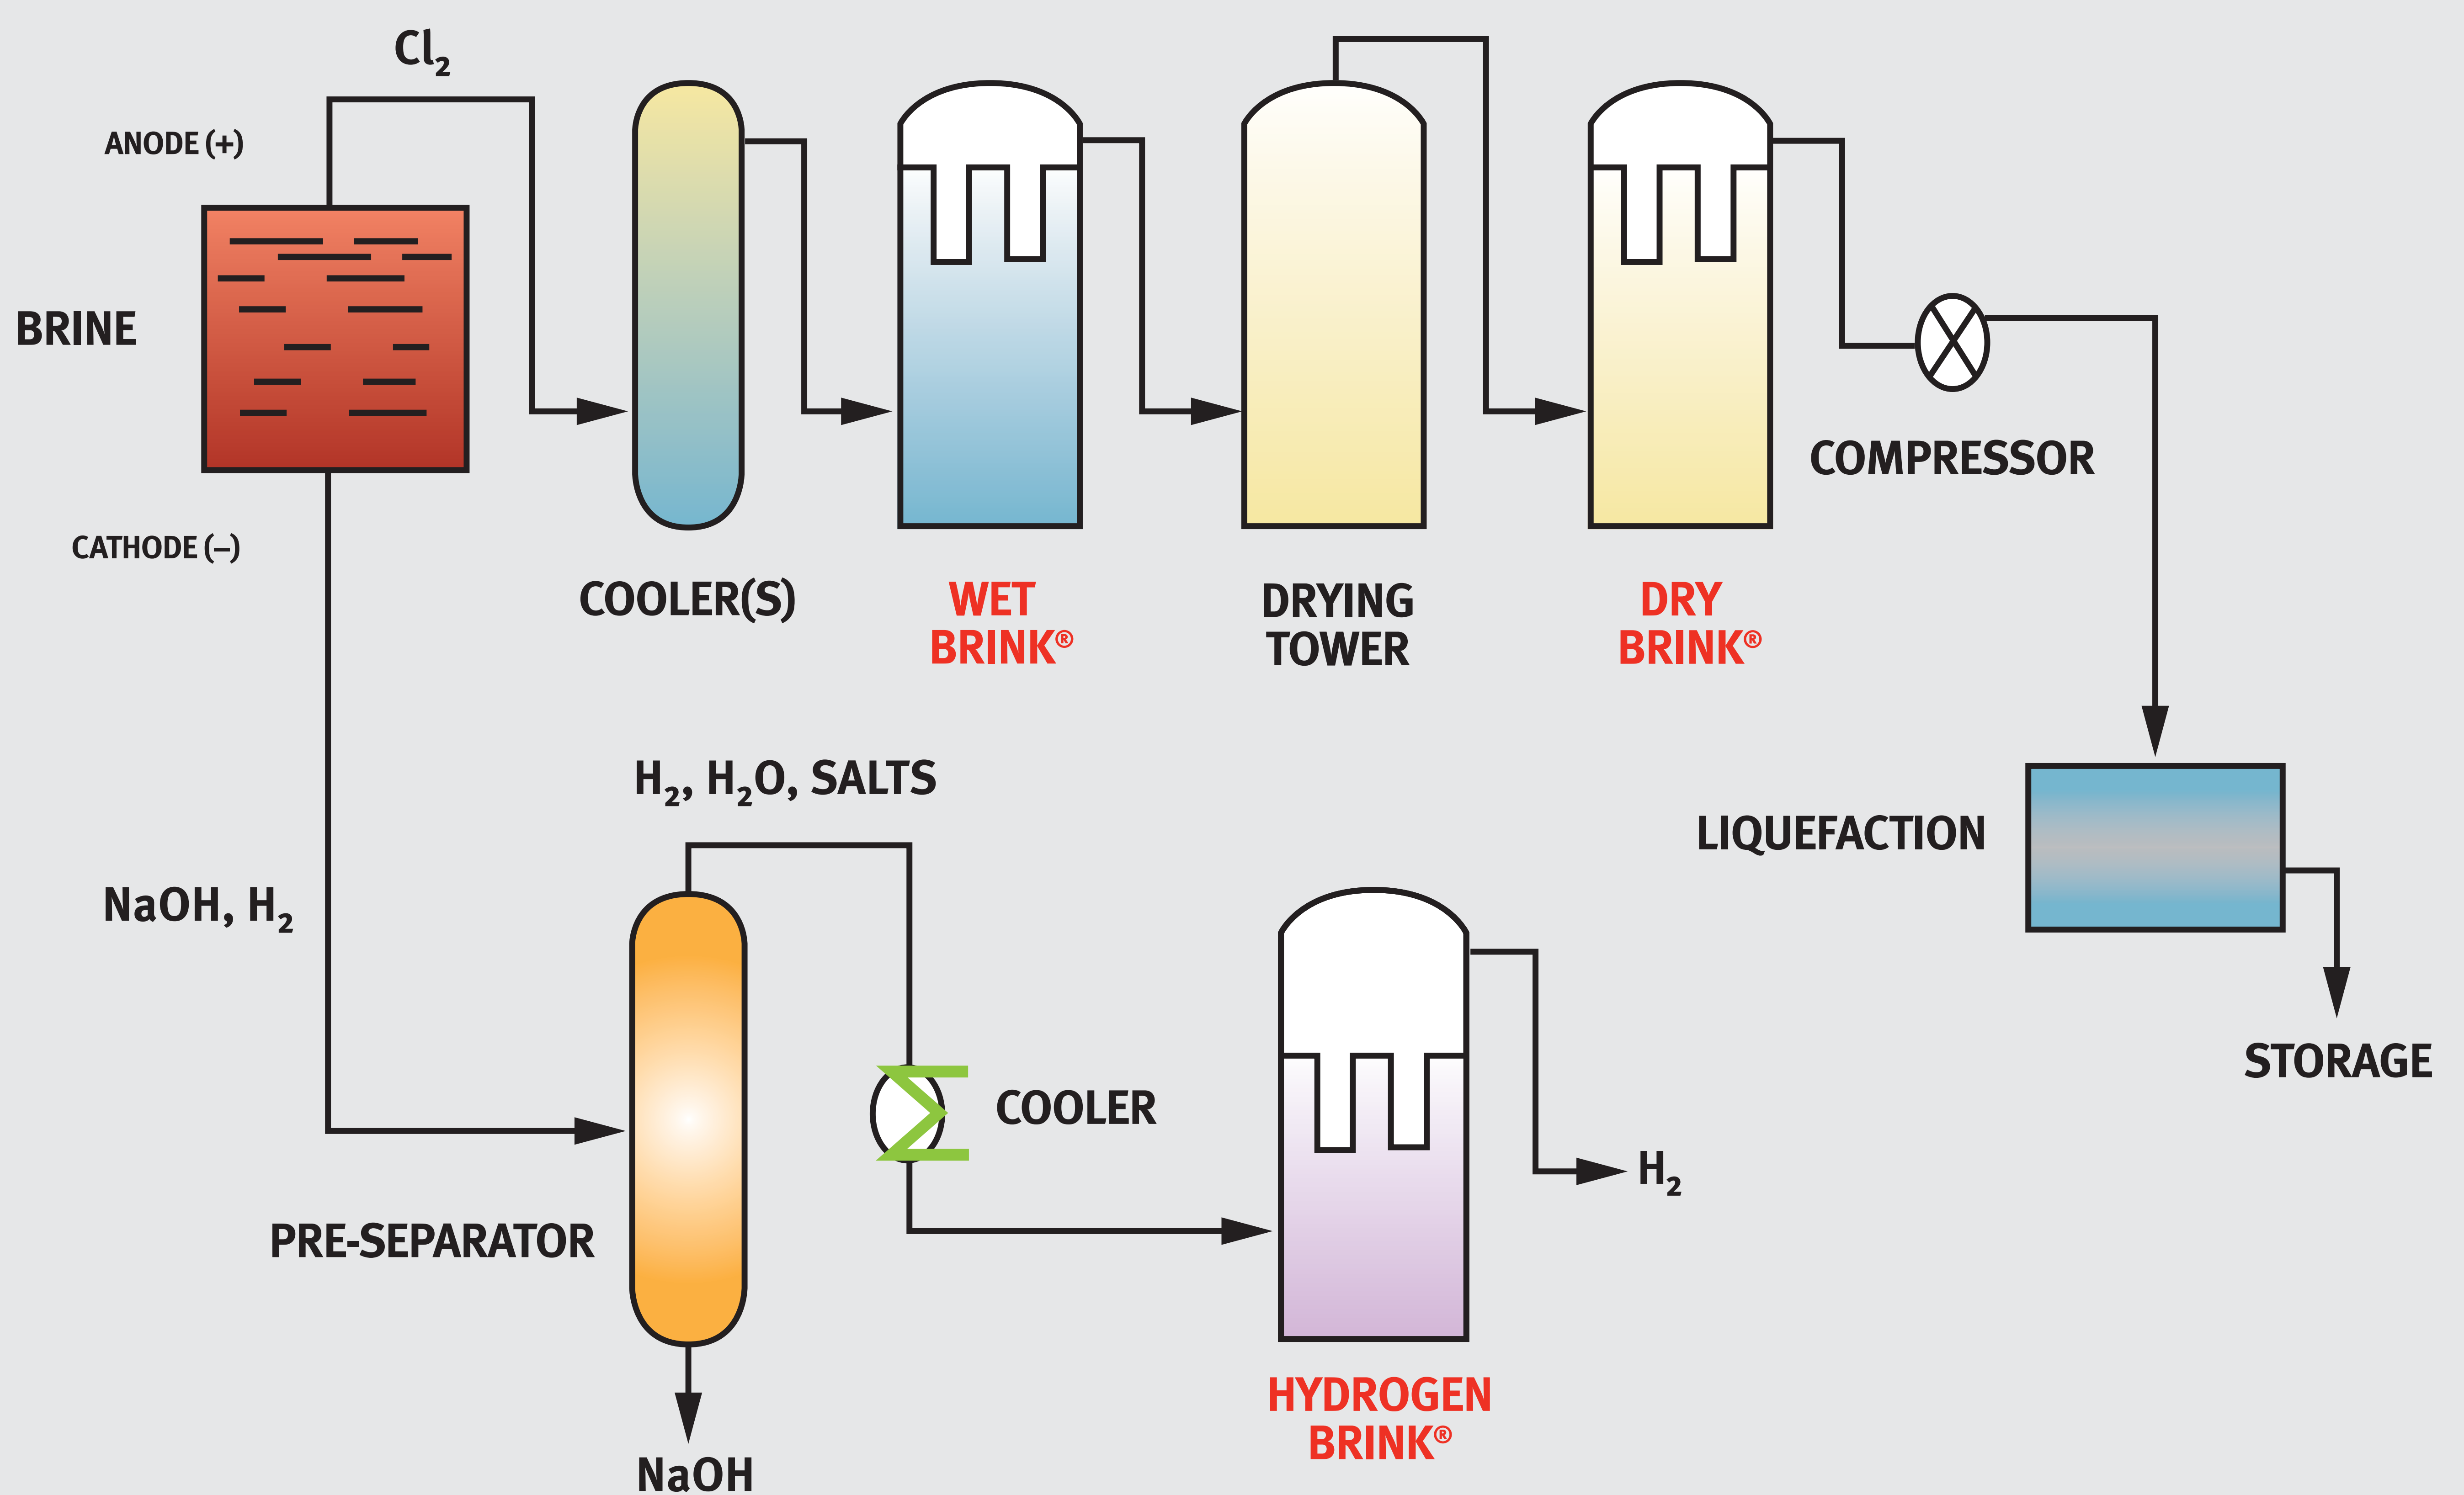 Cl₂
ANODE (+)
BRINE
COMPRESSOR
CATHODE (–)
COOLER(S)
WET
BRINK®
DRYING
TOWER
DRY
BRINK®
H₂, H₂O, SALTS
LIQUEFACTION
NaOH, H₂
STORAGE
COOLER
H₂
PRE-SEPARATOR
HYDROGEN
BRINK®
NaOH